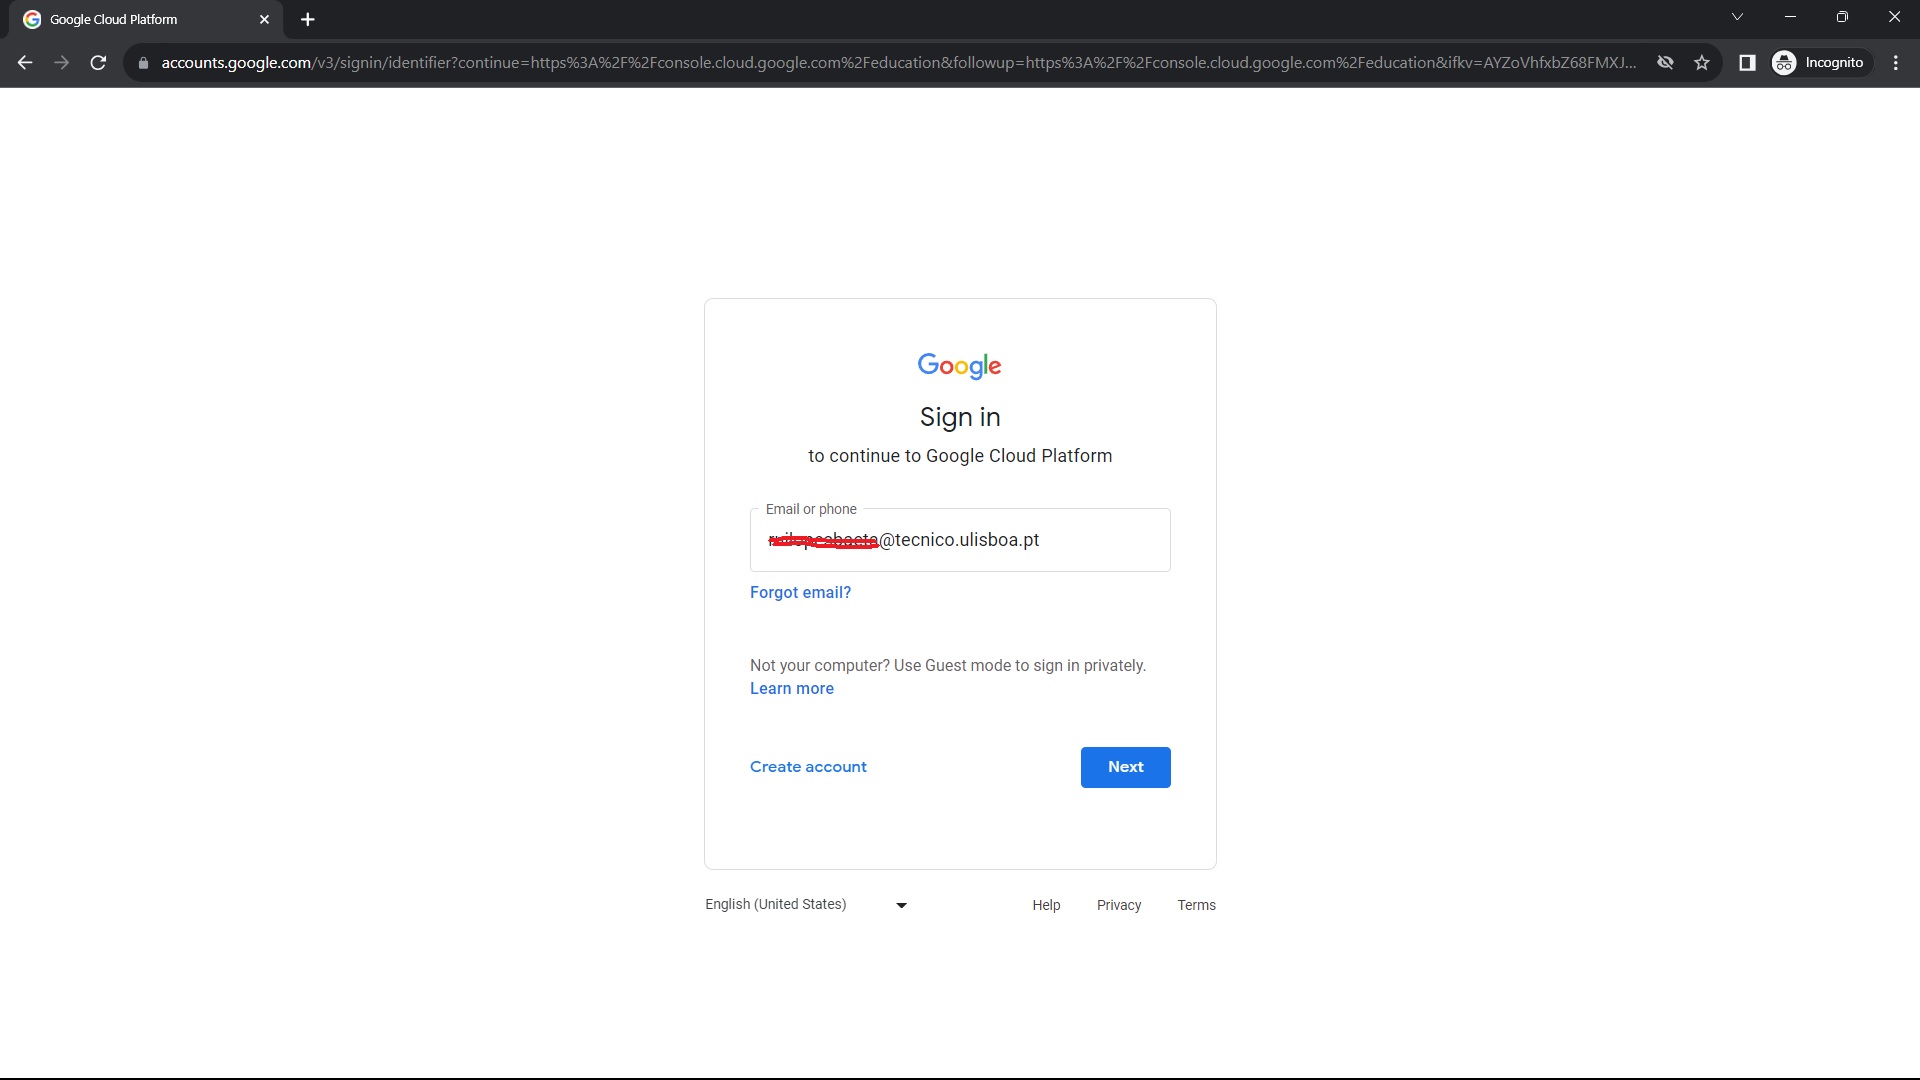 Google Cloud Platform
accounts.google.com/v3/signin/identifier?continue=https%3A%2F%2Fconsole.cloud.google.com%2Feducation&followup=https%3A%2F%2Fconsole.cloud.google.com%2Feducation&ifkv=AYZoVhfxbZ68FMXJ...
Incognito
Google
Sign in
to continue to Google Cloud Platform
Email or phone
@tecnico.ulisboa.pt
Forgot email?
Not your computer? Use Guest mode to sign in privately.
Learn more
Create account
Next
English (United States)
Help
Privacy
Terms